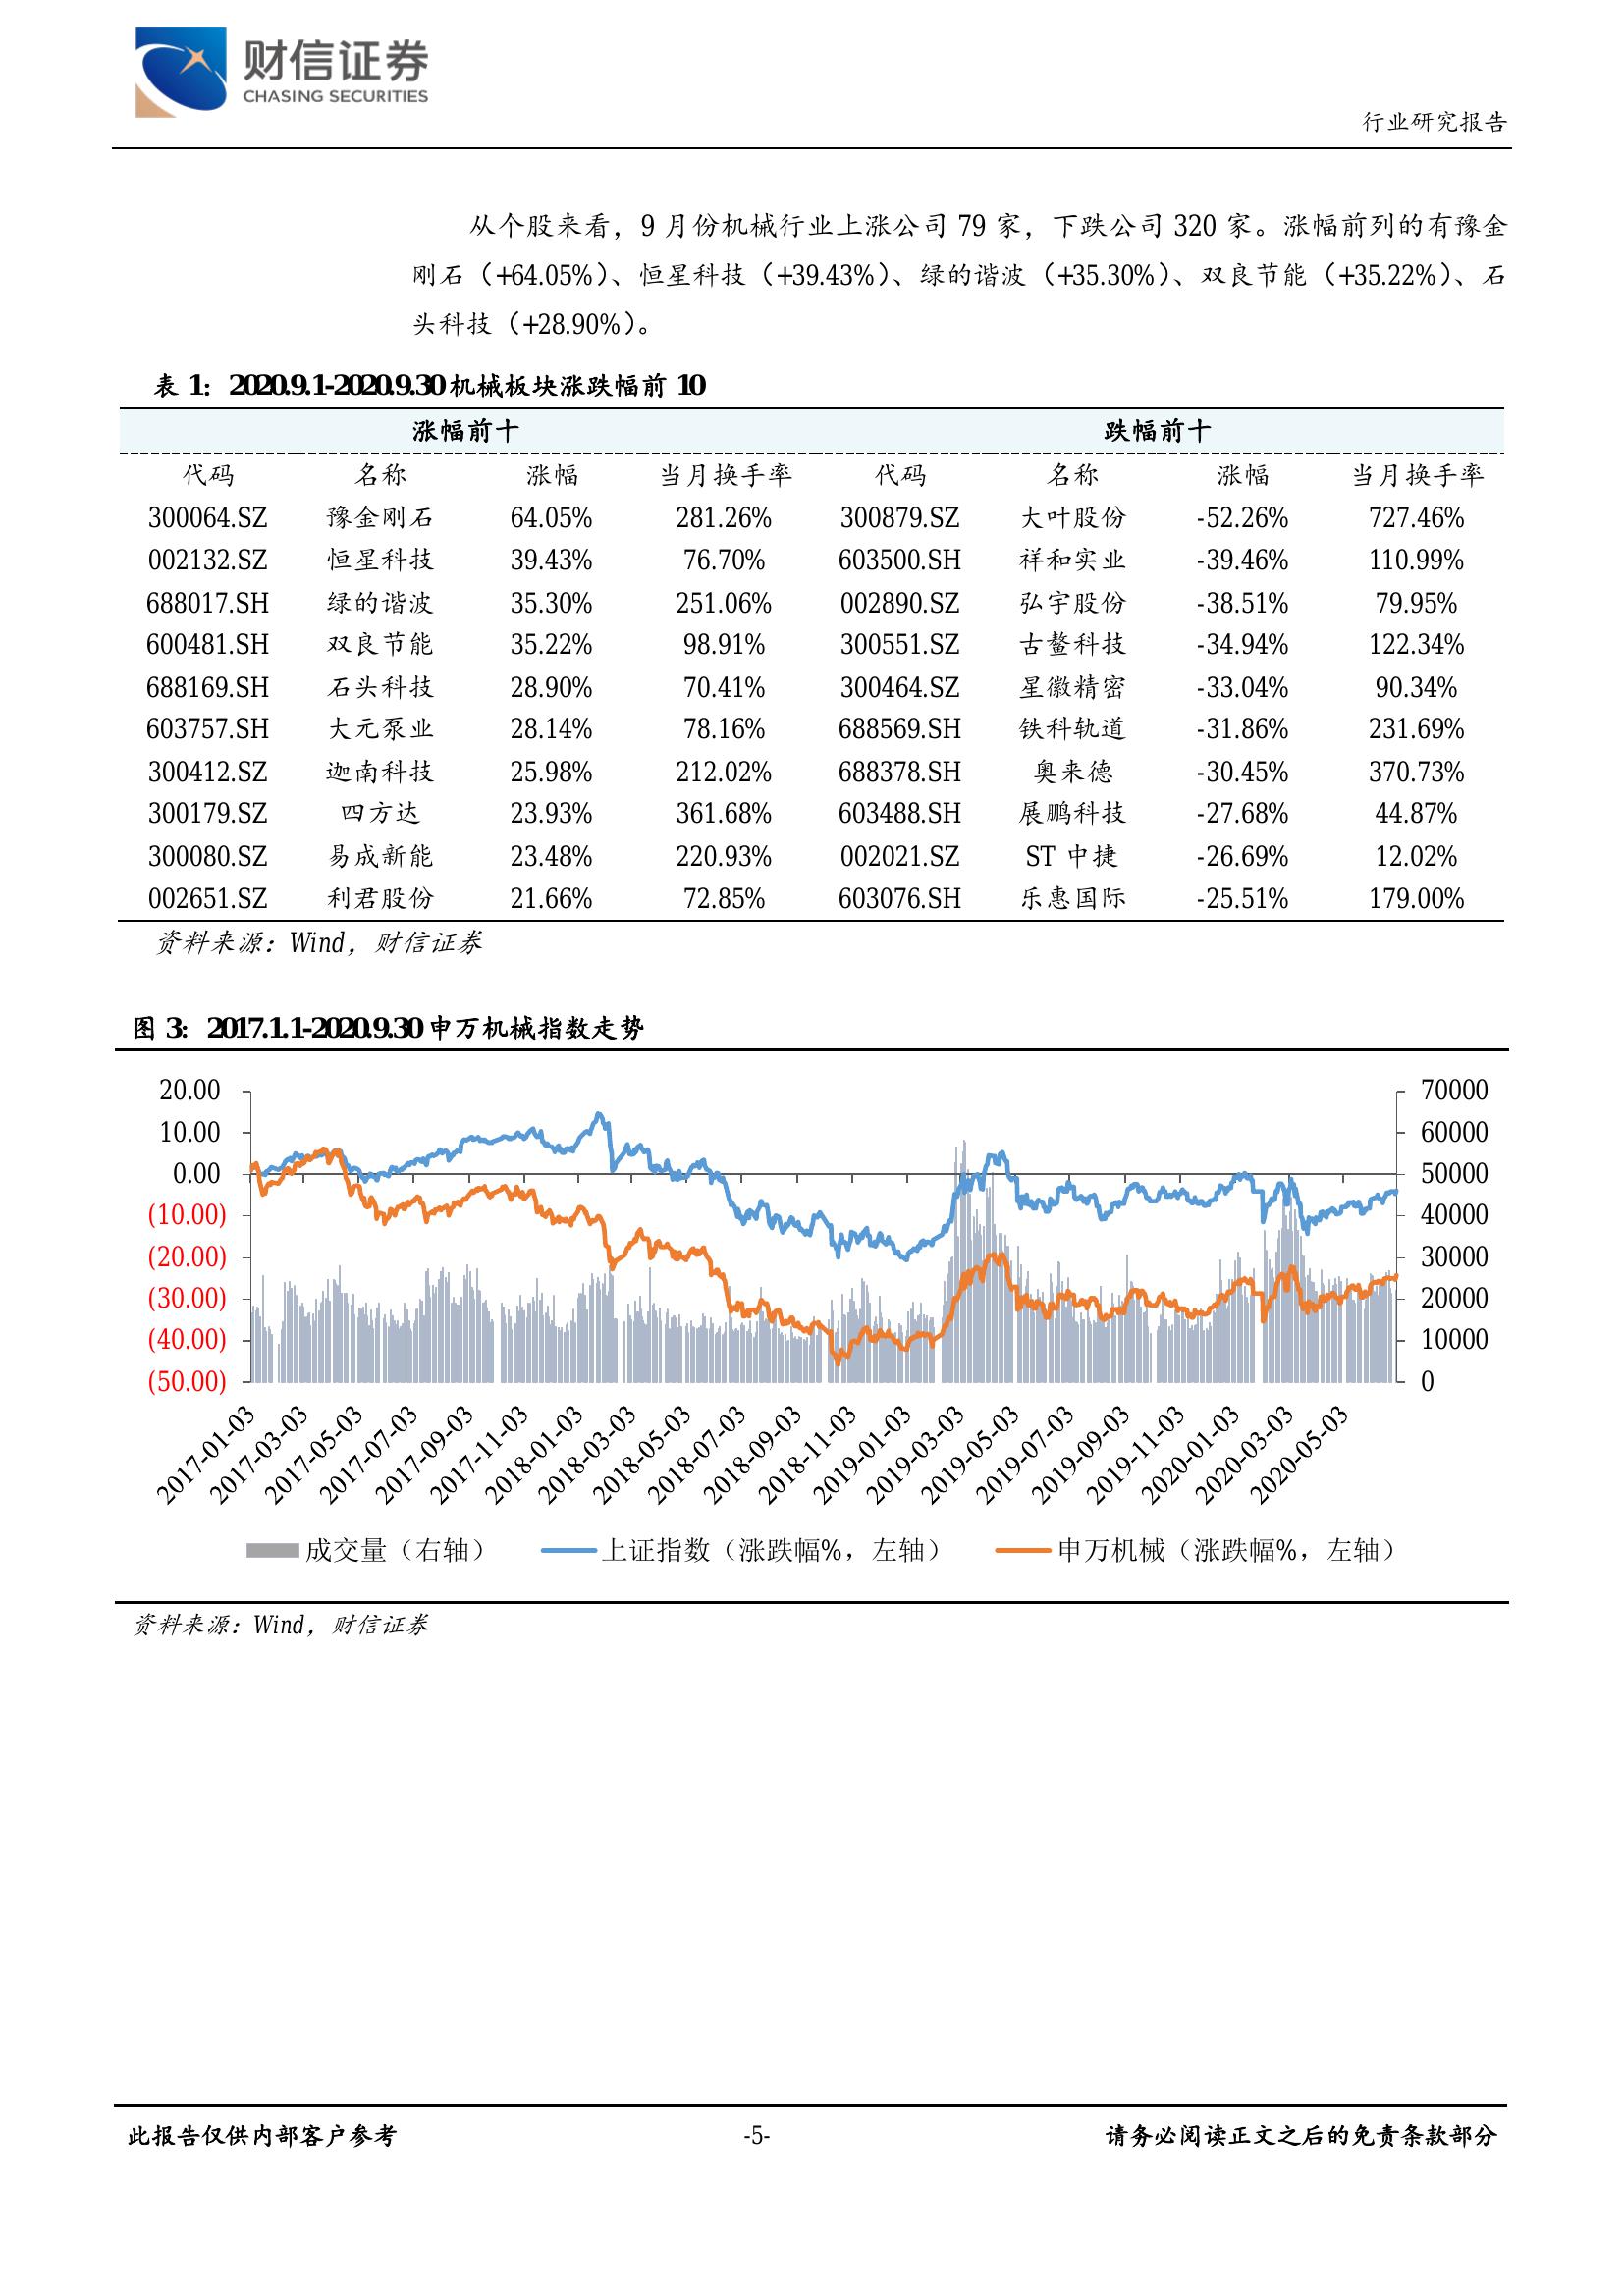 财信证券
CHASING SECURITIES
行业研究报告
从个股来看，9 月份机械行业上涨公司 79 家，下跌公司 320 家。涨幅前列的有豫金
刚石（+64.05%）、恒星科技（+39.43%）、绿的谐波（+35.30%）、双良节能（+35.22%）、石
头科技（+28.90%）。
表 1：2020.9.1-2020.9.30 机械板块涨跌幅前 10
涨幅前十 跌幅前十
代码 名称 涨幅 当月换手率 代码 名称 涨幅 当月换手率
300064.SZ 豫金刚石 64.05% 281.26% 300879.SZ 大叶股份 -52.26% 727.46%
002132.SZ 恒星科技 39.43% 76.70% 603500.SH 祥和实业 -39.46% 110.99%
688017.SH 绿的谐波 35.30% 251.06% 002890.SZ 弘宇股份 -38.51% 79.95%
600481.SH 双良节能 35.22% 98.91% 300551.SZ 古鳌科技 -34.94% 122.34%
688169.SH 石头科技 28.90% 70.41% 300464.SZ 星徽精密 -33.04% 90.34%
603757.SH 大元泵业 28.14% 78.16% 688569.SH 铁科轨道 -31.86% 231.69%
300412.SZ 迦南科技 25.98% 212.02% 688378.SH 奥来德 -30.45% 370.73%
300179.SZ 四方达 23.93% 361.68% 603488.SH 展鹏科技 -27.68% 44.87%
300080.SZ 易成新能 23.48% 220.93% 002021.SZ ST 中捷 -26.69% 12.02%
002651.SZ 利君股份 21.66% 72.85% 603076.SH 乐惠国际 -25.51% 179.00%
资料来源：Wind，财信证券
图 3：2017.1.1-2020.9.30 申万机械指数走势
20.00 70000
10.00 60000
0.00 50000
(10.00) 40000
(20.00) 30000
(30.00) 20000
(40.00) 10000
(50.00) 0
2017-01-03 2017-03-03 2017-05-03 2017-07-03 2017-09-03 2017-11-03 2018-01-03 2018-03-03 2018-05-03 2018-07-03 2018-09-03 2018-11-03 2019-01-03 2019-03-03 2019-05-03 2019-07-03 2019-09-03 2019-11-03 2020-01-03 2020-03-03 2020-05-03
成交量（右轴） 上证指数（涨跌幅%，左轴） 申万机械（涨跌幅%，左轴）
资料来源：Wind，财信证券
此报告仅供内部客户参考 -5- 请务必阅读正文之后的免责条款部分